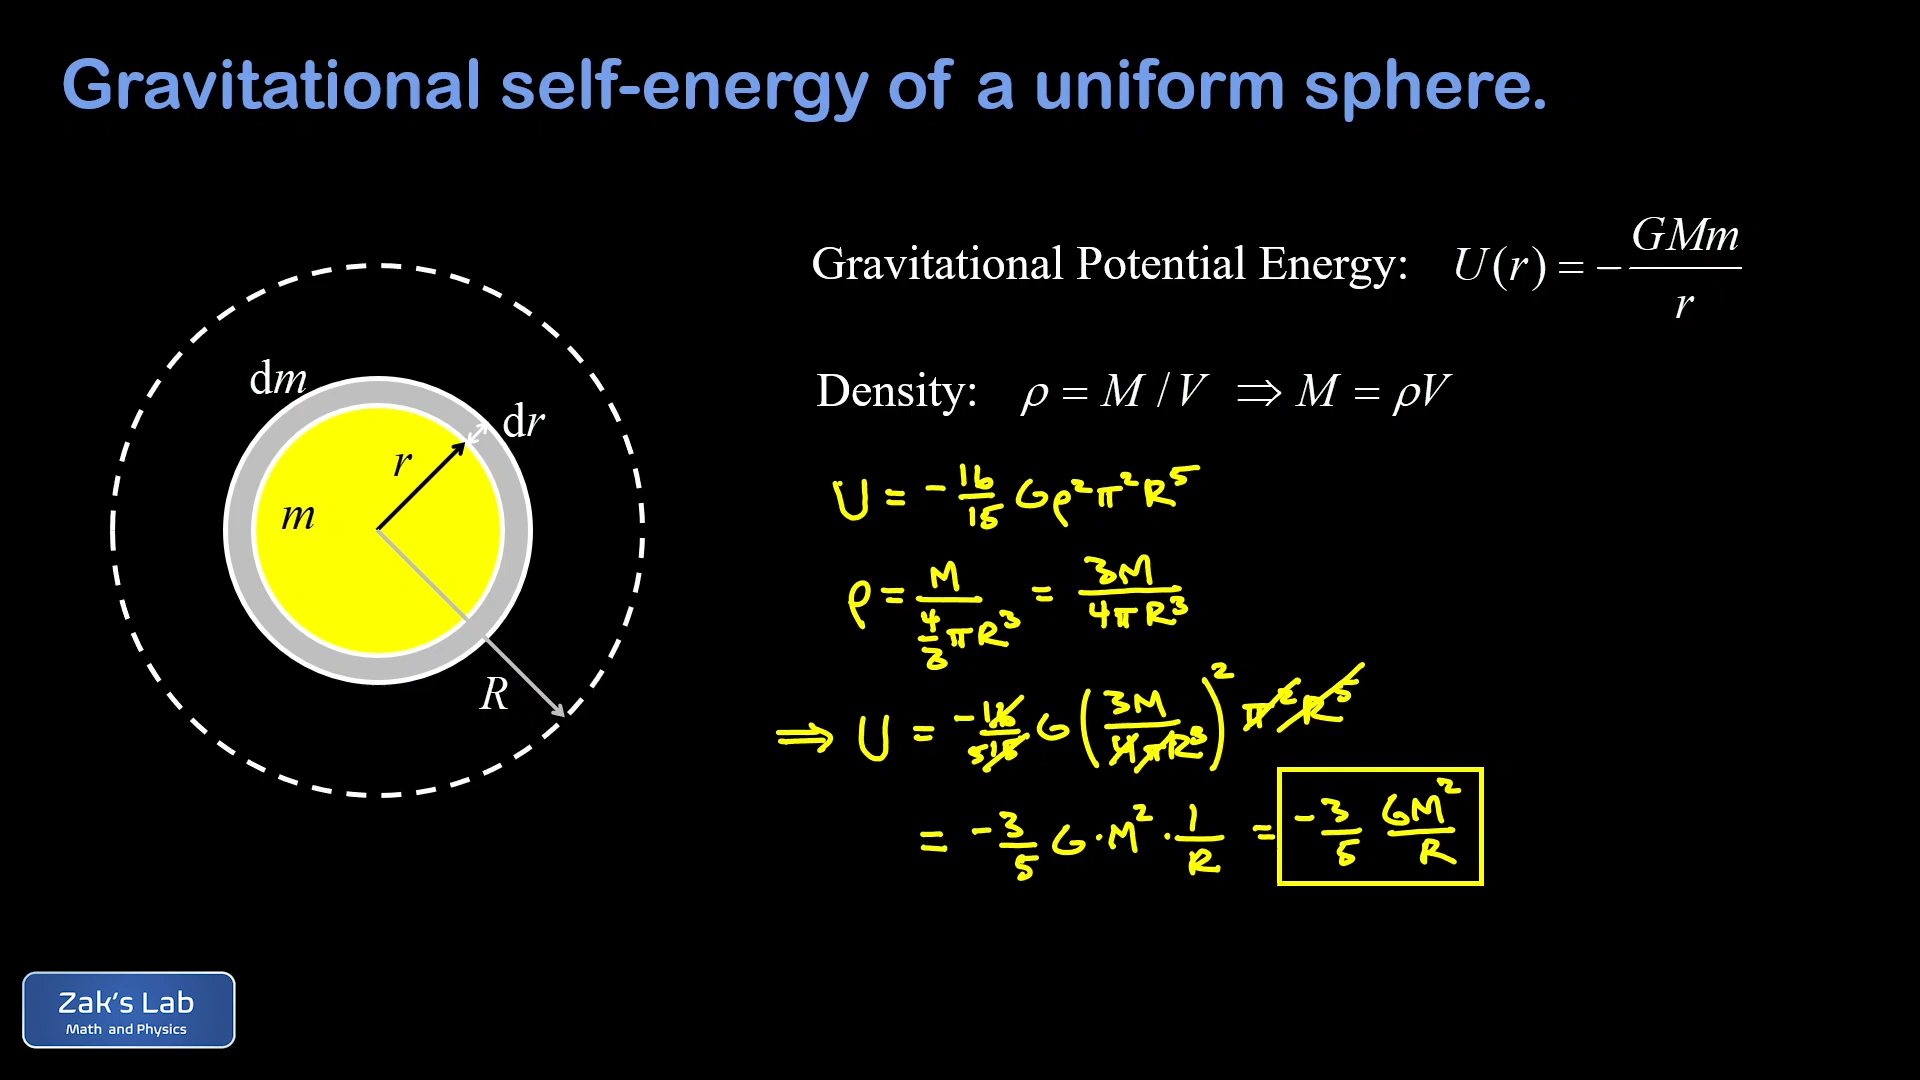 Gravitational self-energy of a uniform sphere.
Gravitational Potential Energy: U(r) = −GMm/r
Density: ρ = M / V ⇒ M = ρV
dm
dr
r
m
R
U = −16/15 Gρ²π²R⁵
ρ = M/(4/3 πR³) = 3M/(4πR³)
⇒ U = −16/(5 15) G (3M/(4πR³))² π²R⁵
= −3/5 G · M² · 1/R = −3/5 GM²/R
Zak's Lab
Math and Physics